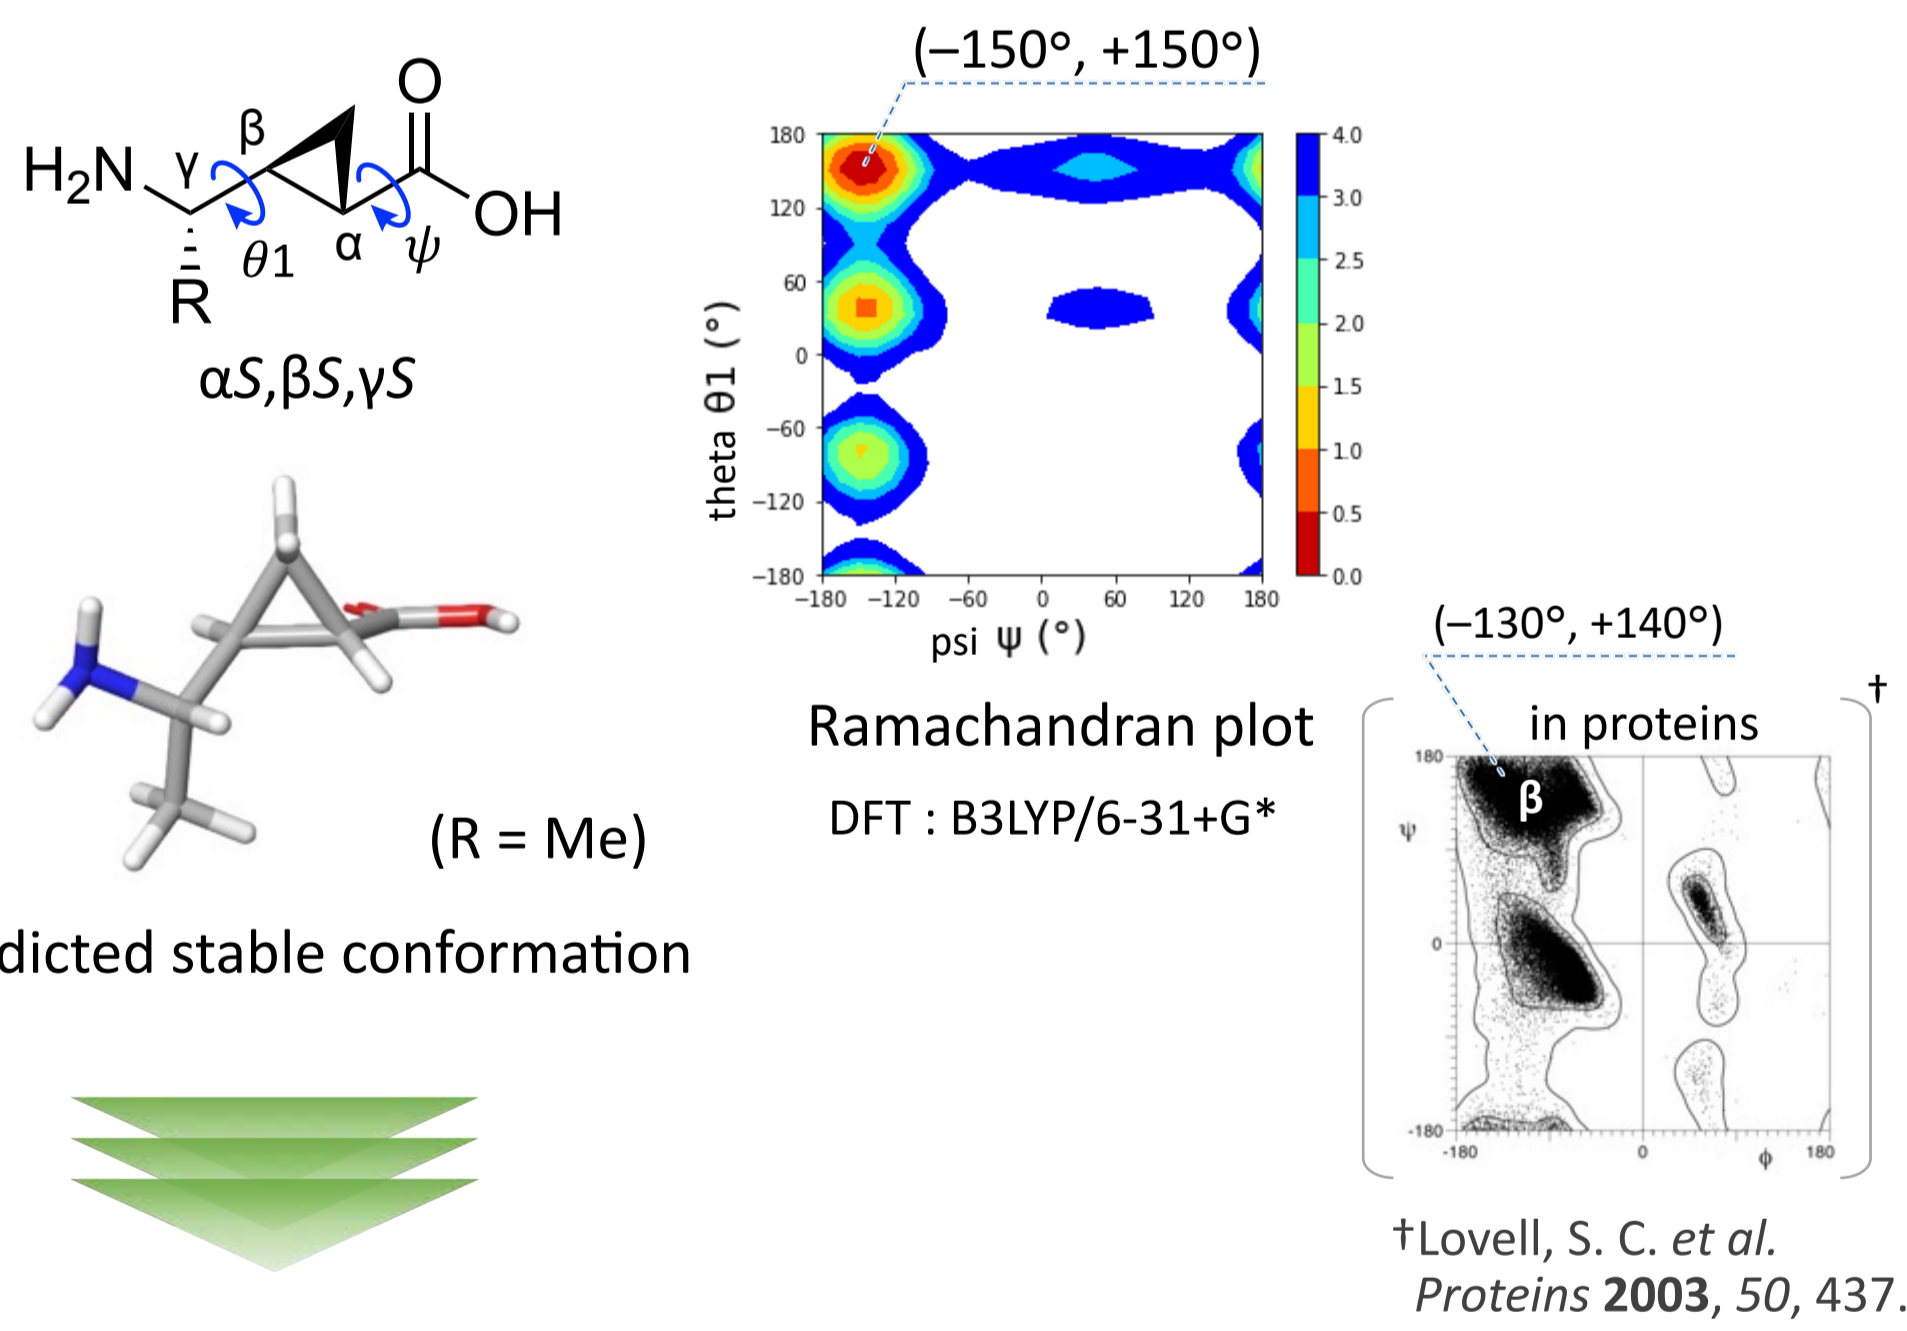 O
H₂N
γ
β
OH
θ1
α
ψ
R
αS,βS,γS
(R = Me)
dicted stable conformation
(–150°, +150°)
180
120
60
0
−60
−120
−180
theta θ1 (°)
−180
−120
−60
0
60
120
180
psi ψ (°)
4.0
3.0
2.5
2.0
1.5
1.0
0.5
0.0
Ramachandran plot
DFT : B3LYP/6-31+G*
(–130°, +140°)
†
in proteins
180
β
ψ
0
-180
-180
0
ϕ
180
†Lovell, S. C. et al.
Proteins 2003, 50, 437.